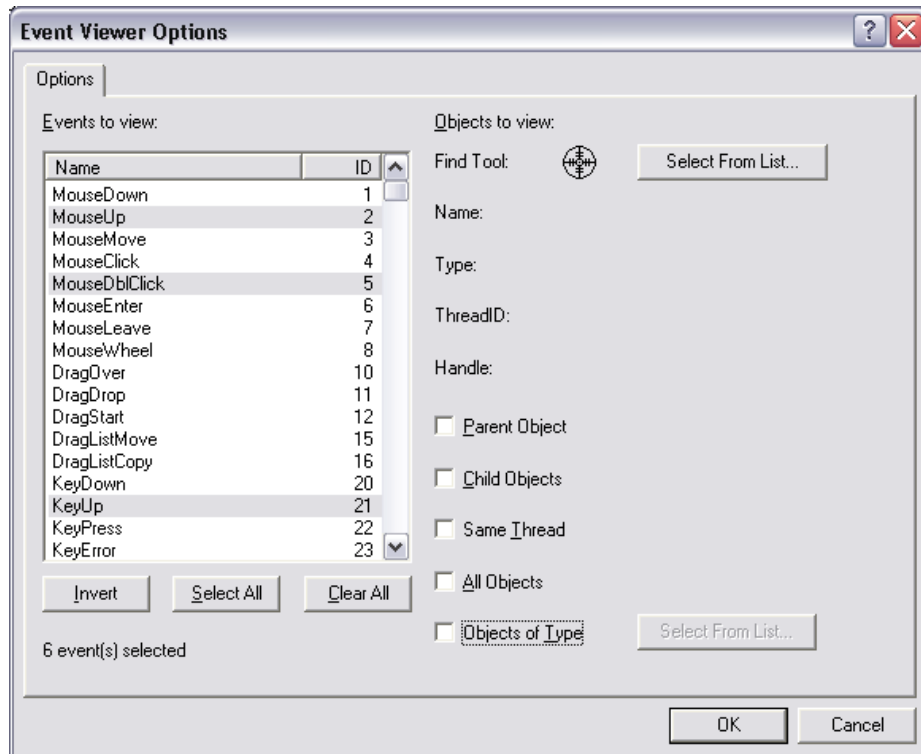 Event Viewer Options
Options
Events to view:
Name ID
MouseDown 1
MouseUp 2
MouseMove 3
MouseClick 4
MouseDblClick 5
MouseEnter 6
MouseLeave 7
MouseWheel 8
DragOver 10
DragDrop 11
DragStart 12
DragListMove 15
DragListCopy 16
KeyDown 20
KeyUp 21
KeyPress 22
KeyError 23
Invert Select All Clear All
6 event(s) selected
Objects to view:
Find Tool: Select From List...
Name:
Type:
ThreadID:
Handle:
Parent Object
Child Objects
Same Thread
All Objects
Objects of Type Select From List...
OK Cancel